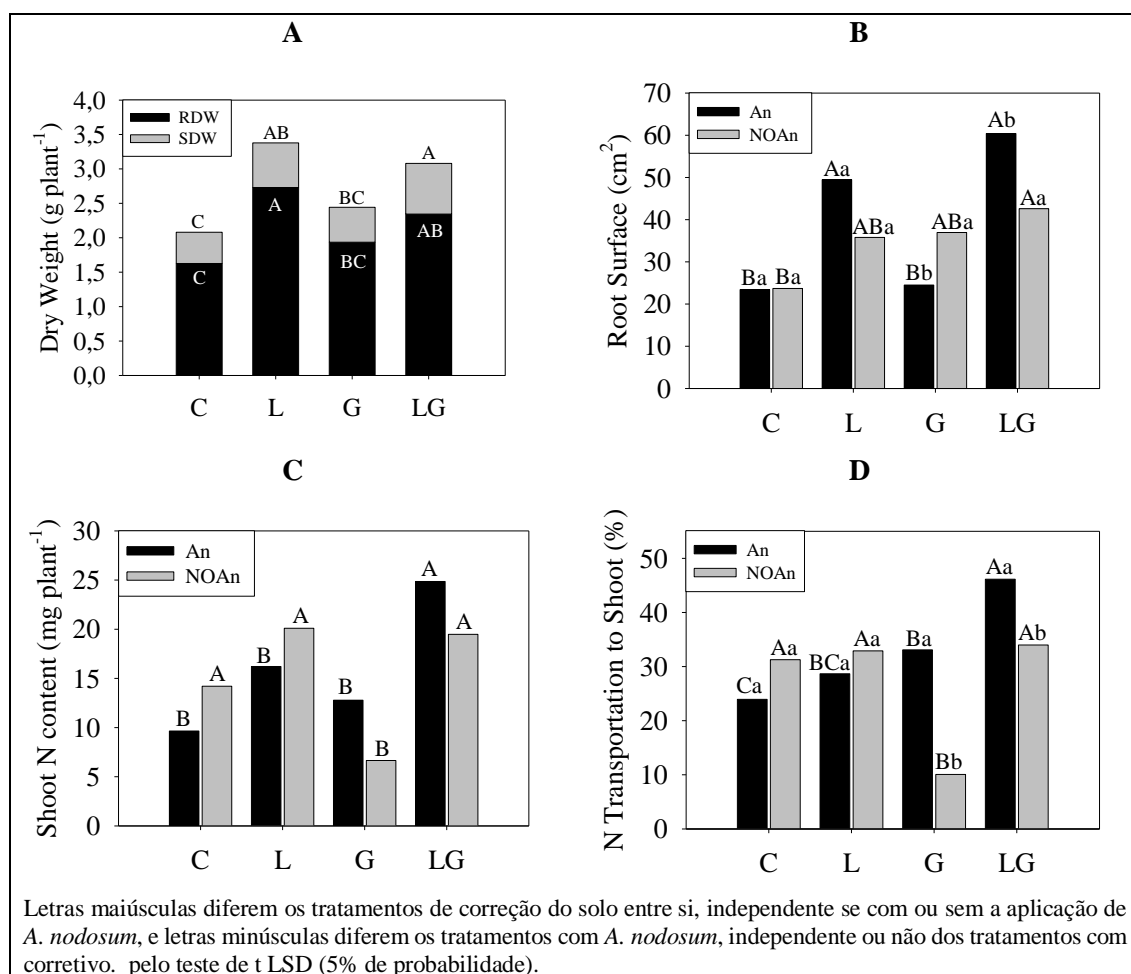 A
Dry Weight (g plant-1)
4,0
3,5
3,0
2,5
2,0
1,5
1,0
0,5
0,0
RDW
SDW
C
C
AB
A
BC
BC
A
AB
C L G LG
B
Root Surface (cm2)
70
60
50
40
30
20
10
0
An
NOAn
Ba Ba
Aa
ABa
Bb
ABa
Ab
Aa
C L G LG
C
Shoot N content (mg plant-1)
30
25
20
15
10
5
0
An
NOAn
B
A
B
A
B
B
A
A
C L G LG
D
N Transportation to Shoot (%)
50
40
30
20
10
0
An
NOAn
Ca
Aa
BCa
Aa
Ba
Bb
Aa
Ab
C L G LG
Letras maiúsculas diferem os tratamentos de correção do solo entre si, independente se com ou sem a aplicação de
A. nodosum, e letras minúsculas diferem os tratamentos com A. nodosum, independente ou não dos tratamentos com
corretivo. pelo teste de t LSD (5% de probabilidade).